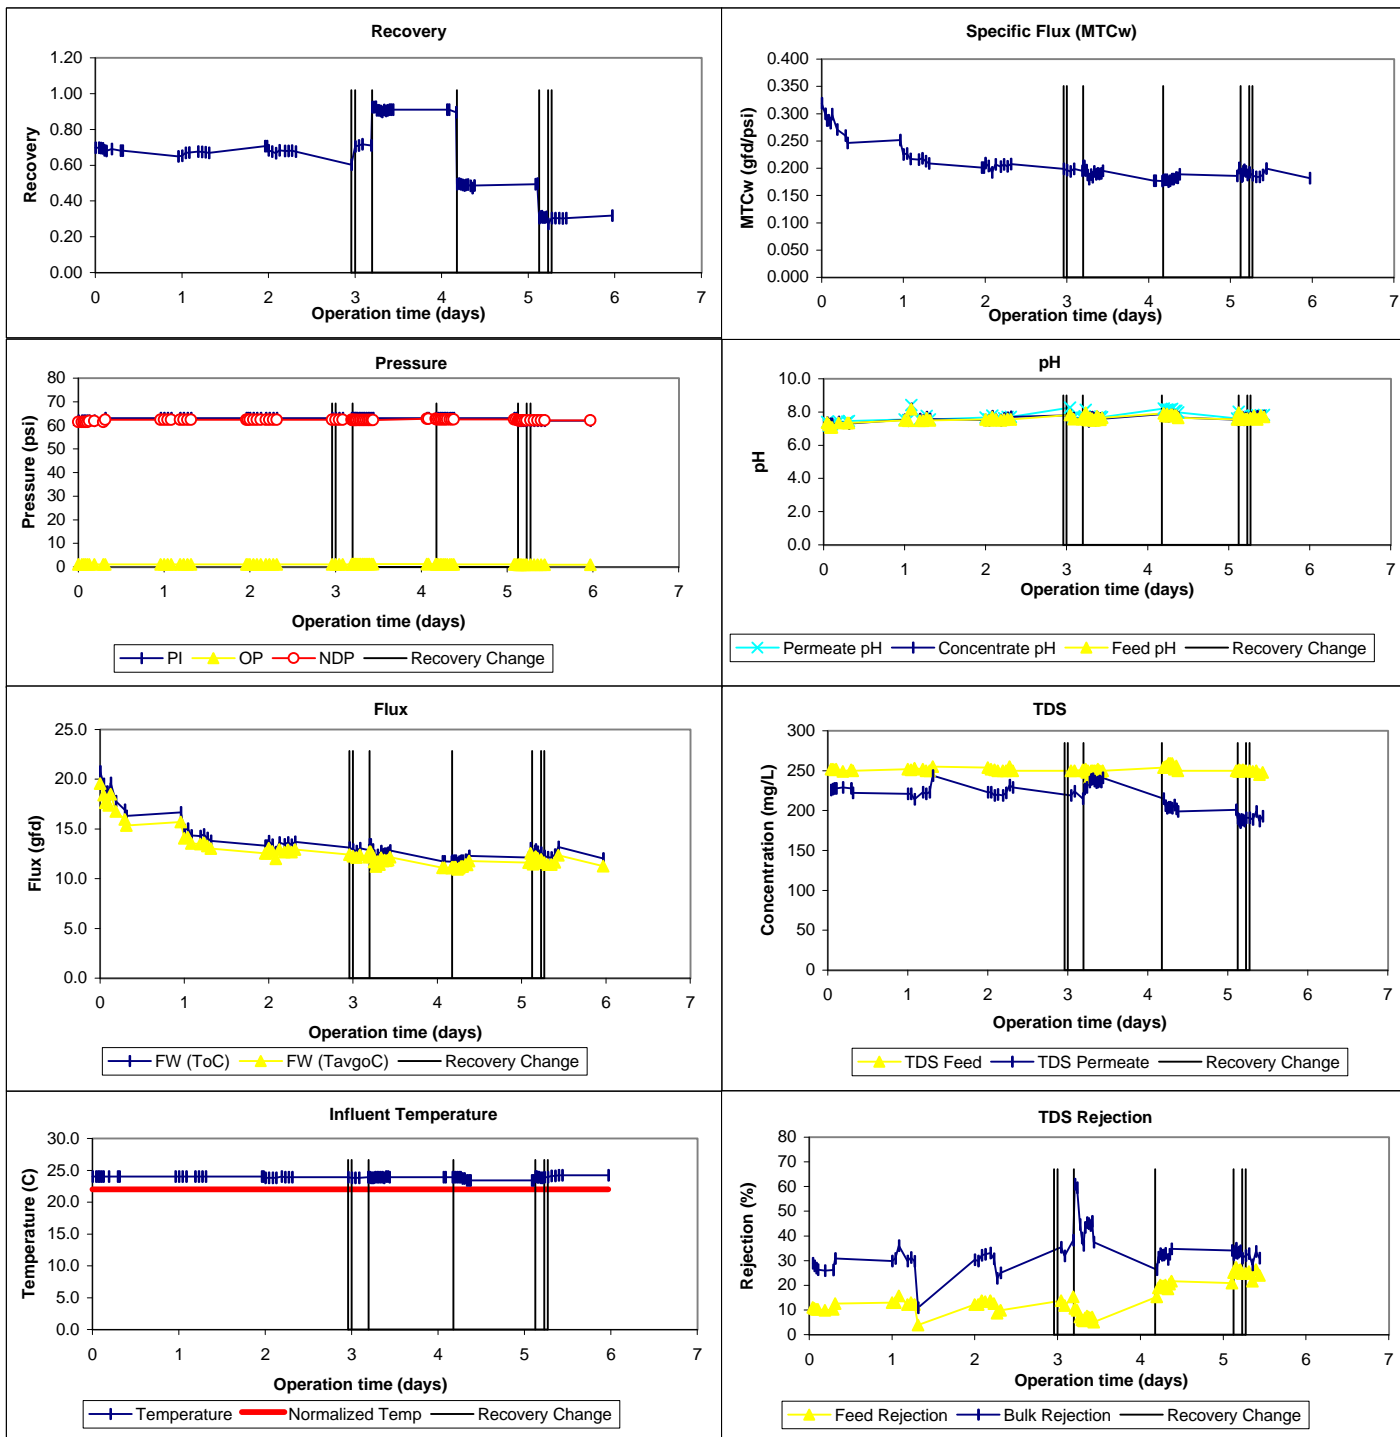 Recovery
1.20
1.00
0.80
0.60
0.40
0.20
0.00
Recovery
0 1 2 3 4 5 6 7
Operation time (days)
Specific Flux (MTCw)
0.400
0.350
0.300
0.250
0.200
0.150
0.100
0.050
0.000
MTCw (gfd/psi)
0 1 2 3 4 5 6 7
Operation time (days)
Pressure
80
70
60
50
40
30
20
10
0
Pressure (psi)
0 1 2 3 4 5 6 7
Operation time (days)
PI OP NDP Recovery Change
pH
10.0
8.0
6.0
4.0
2.0
0.0
pH
0 1 2 3 4 5 6 7
Operation time (days)
Permeate pH Concentrate pH Feed pH Recovery Change
Flux
25.0
20.0
15.0
10.0
5.0
0.0
Flux (gfd)
0 1 2 3 4 5 6 7
Operation time (days)
FW (ToC) FW (TavgoC) Recovery Change
TDS
300
250
200
150
100
50
0
Concentration (mg/L)
0 1 2 3 4 5 6 7
Operation time (days)
TDS Feed TDS Permeate Recovery Change
Influent Temperature
30.0
25.0
20.0
15.0
10.0
5.0
0.0
Temperature (C)
0 1 2 3 4 5 6 7
Operation time (days)
Temperature Normalized Temp Recovery Change
TDS Rejection
80
70
60
50
40
30
20
10
0
Rejection (%)
0 1 2 3 4 5 6 7
Operation time (days)
Feed Rejection Bulk Rejection Recovery Change